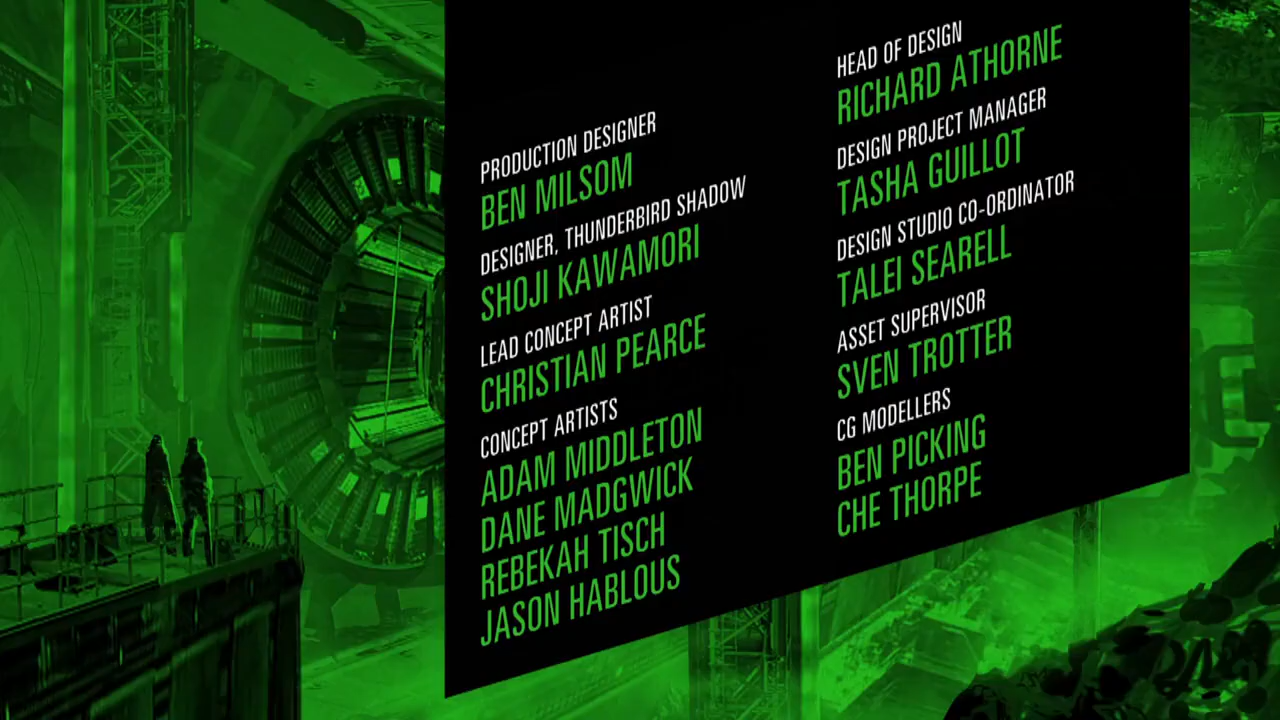 PRODUCTION DESIGNER
BEN MILSOM
DESIGNER, THUNDERBIRD SHADOW
SHOJI KAWAMORI
LEAD CONCEPT ARTIST
CHRISTIAN PEARCE
CONCEPT ARTISTS
ADAM MIDDLETON
DANE MADGWICK
REBEKAH TISCH
JASON HABLOUS
HEAD OF DESIGN
RICHARD ATHORNE
DESIGN PROJECT MANAGER
TASHA GUILLOT
DESIGN STUDIO CO-ORDINATOR
TALEI SEARELL
ASSET SUPERVISOR
SVEN TROTTER
CG MODELLERS
BEN PICKING
CHE THORPE